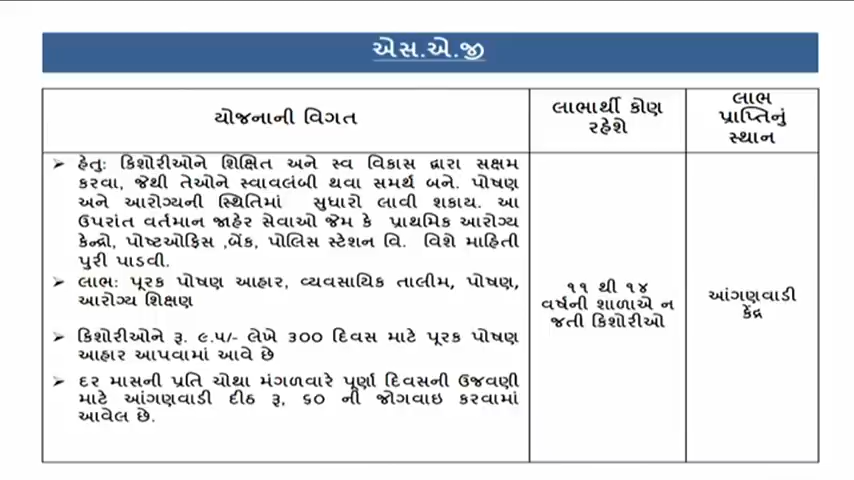 એસ.એ.જી
યોજનાની વિગત
લાભાર્થી કોણ
રહેશે
લાભ
પ્રાપ્તિનું
સ્થાન
➢ હેતુઃ કિશોરીઓને શિક્ષિત અને સ્વ વિકાસ દ્વારા સક્ષમ
કરવા, જેથી તેઓને સ્વાવલંબી થવા સમર્થ બને. પોષણ
અને આરોગ્યની સ્થિતિમાં સુધારો લાવી શકાય. આ
ઉપરાંત વર્તમાન જાહેર સેવાઓ જેમ કે પ્રાથમિક આરોગ્ય
કેન્દ્રો, પોષ્ટઓફિસ ,બેંક, પોલિસ સ્ટેશન વિ. વિશે માહિતી
પુરી પાડવી.
➢ લાભ: પૂરક પોષણ આહાર, વ્યવસાયિક તાલીમ, પોષણ,
આરોગ્ય શિક્ષણ
➢ કિશોરીઓને રૂ. ૯.૫/- લેખે 300 દિવસ માટે પૂરક પોષણ
આહાર આપવામાં આવે છે
➢ દર માસની પ્રતિ ચોથા મંગળવારે પૂર્ણા દિવસની ઉજવણી
માટે આંગણવાડી દીઠ રૂ, ૬૦ ની જોગવાઇ કરવામાં
આવેલ છે.
૧૧ થી ૧૪
વર્ષની શાળાએ ન
જતી કિશોરીઓ
આંગણવાડી
કેંદ્ર